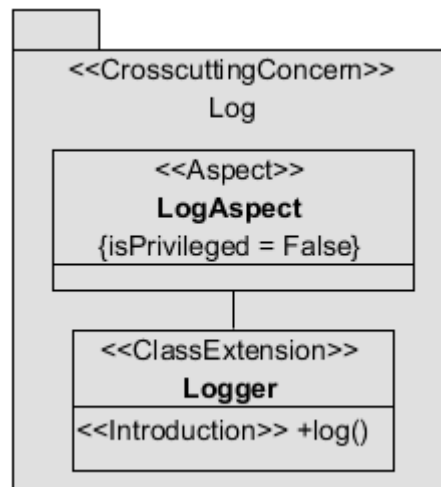 <<CrosscuttingConcern>>
Log
<<Aspect>>
LogAspect
{isPrivileged = False}
<<ClassExtension>>
Logger
<<Introduction>> +log()